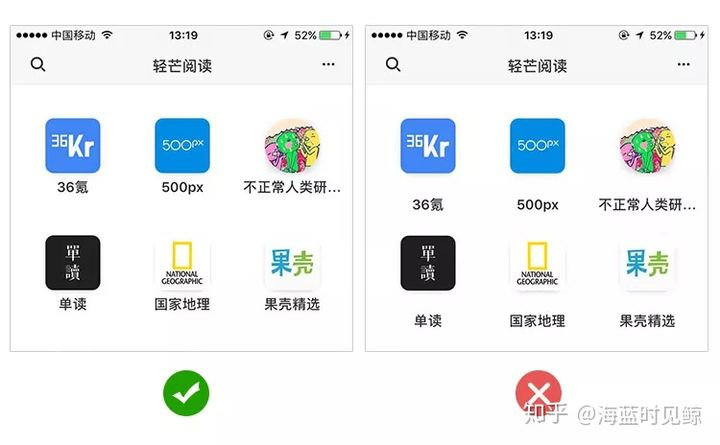 中国移动 13:19 52%
轻芒阅读
36Kr
500px
36氪 500px 不正常人类研...
單讀
NATIONAL GEOGRAPHIC
果壳
单读 国家地理 果壳精选
中国移动 13:19 52%
轻芒阅读
36Kr
500px
36氪 500px 不正常人类研...
單讀
NATIONAL GEOGRAPHIC
果壳
单读 国家地理 果壳精选
知乎 @海蓝时见鲸